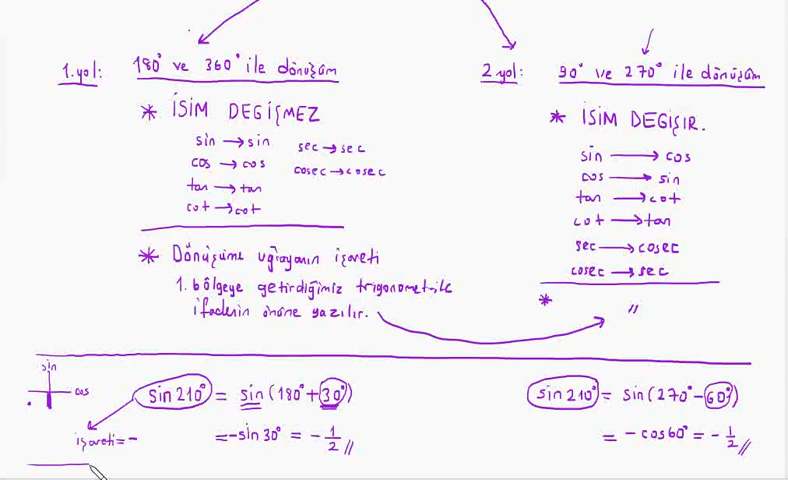 1.yol: 180° ve 360° ile dönüşüm
* İSİM DEĞİŞMEZ
sin → sin
cos → cos
tan → tan
cot → cot
sec → sec
cosec → cosec
* Dönüşüme uğrayanın işareti
1. bölgeye getirdiğimiz trigonometrik
ifadenin önüne yazılır.
2.yol: 90° ve 270° ile dönüşüm
* İSİM DEĞİŞİR.
sin → cos
cos → sin
tan → cot
cot → tan
sec → cosec
cosec → sec
* "
sin
cos
işareti = -
sin 210° = sin(180° + 30°)
= -sin 30° = -1/2 //
sin 210° = sin(270° - 60°)
= -cos 60° = -1/2 //